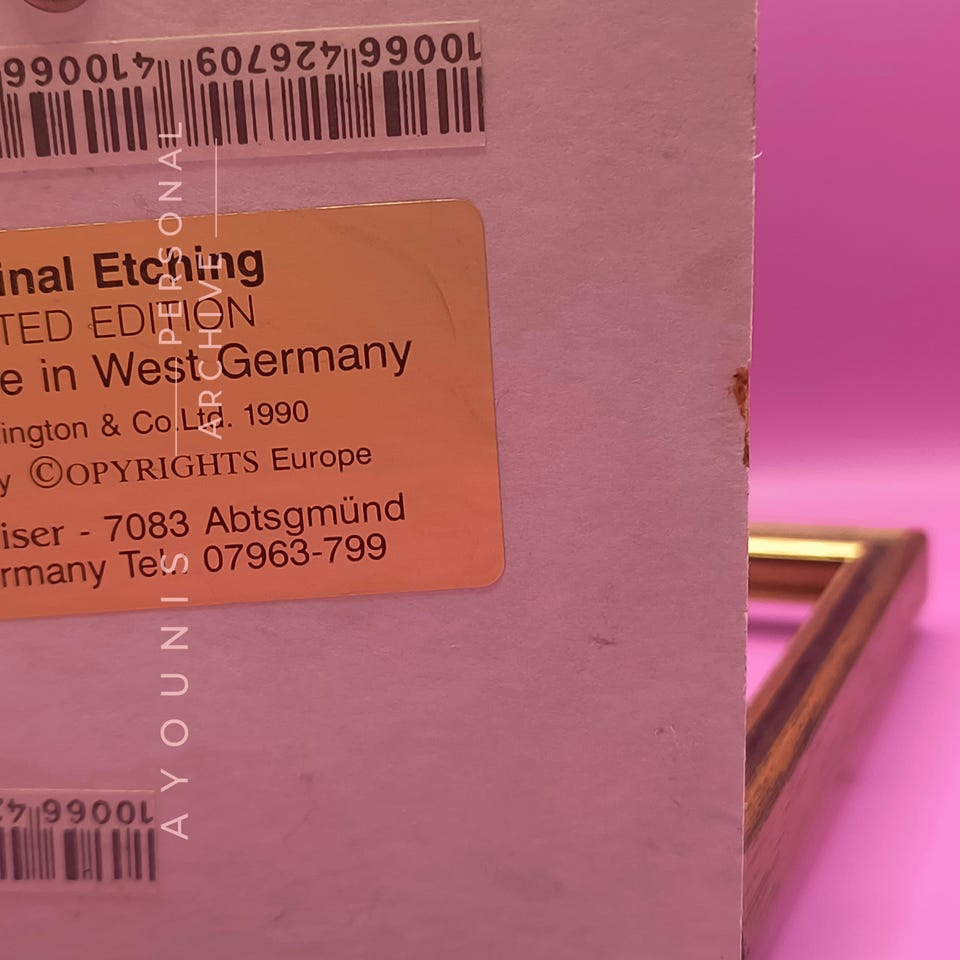 10066 426709 410066
inal Etching
TED EDITION
e in West Germany
ington & Co.Ltd. 1990
y ©OPYRIGHTS Europe
iser - 7083 Abtsgmünd
rmany Tel.: 07963-799
10066 42
AYOUNIS
PERSONAL
ARCHIVE